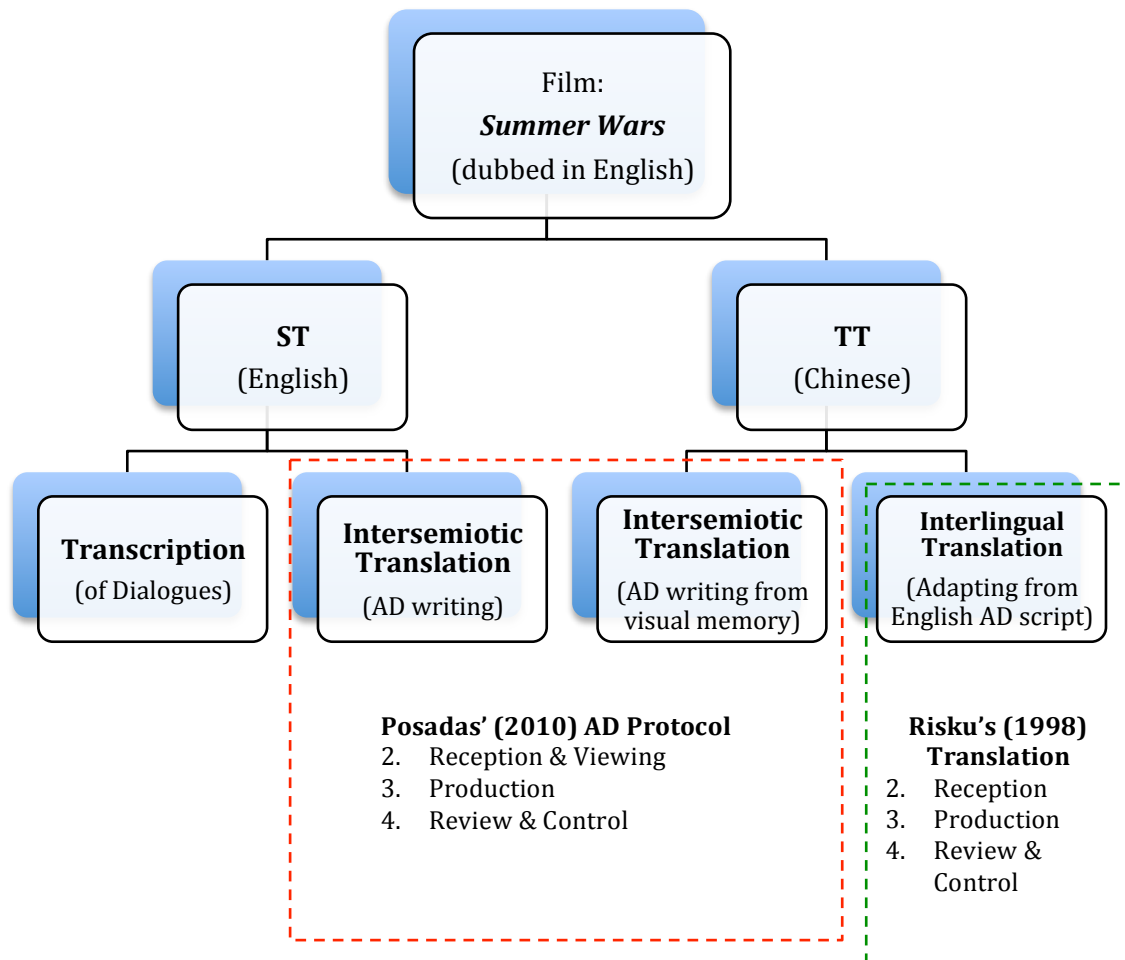 Film:
Summer Wars
(dubbed in English)
ST
(English)
TT
(Chinese)
Transcription
(of Dialogues)
Intersemiotic
Translation
(AD writing)
Intersemiotic
Translation
(AD writing from
visual memory)
Interlingual
Translation
(Adapting from
English AD script)
Posadas’ (2010) AD Protocol
2. Reception & Viewing
3. Production
4. Review & Control
Risku’s (1998)
Translation
2. Reception
3. Production
4. Review &
Control